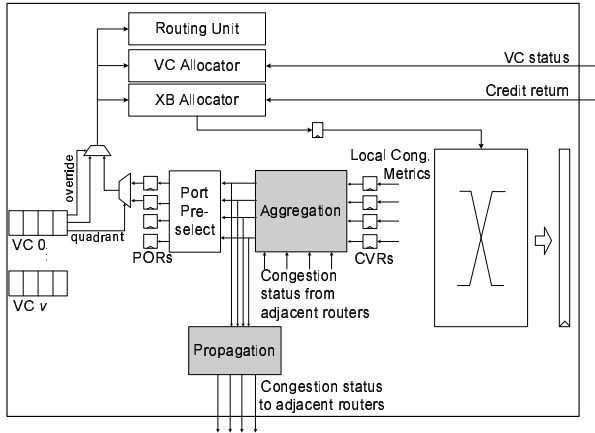 Routing Unit
VC Allocator
VC status
XB Allocator
Credit return
override
Local Cong.
Metrics
Port
Pre-
select
Aggregation
VC 0
quadrant
PORs
CVRs
Congestion
status from
adjacent routers
VC v
Propagation
Congestion status
to adjacent routers